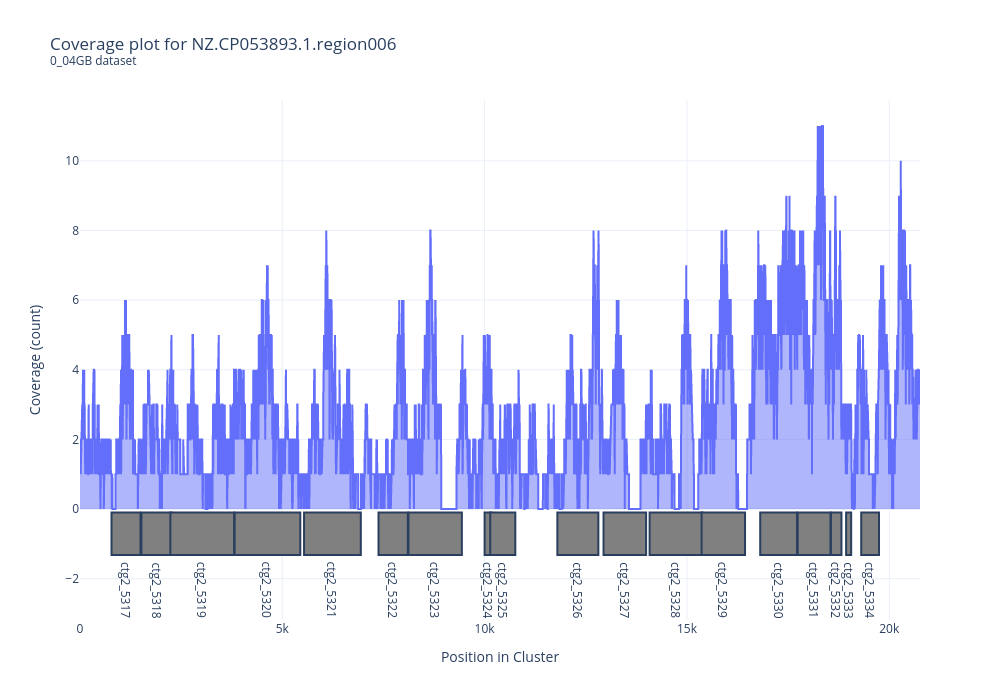 Coverage plot for NZ.CP053893.1.region006
0_04GB dataset
Coverage (count)
10
8
6
4
2
0
−2
ctg2_5317
ctg2_5318
ctg2_5319
ctg2_5320
ctg2_5321
ctg2_5322
ctg2_5323
ctg2_5324
ctg2_5325
ctg2_5326
ctg2_5327
ctg2_5328
ctg2_5329
ctg2_5330
ctg2_5331
ctg2_5332
ctg2_5333
ctg2_5334
0
5k
10k
15k
20k
Position in Cluster